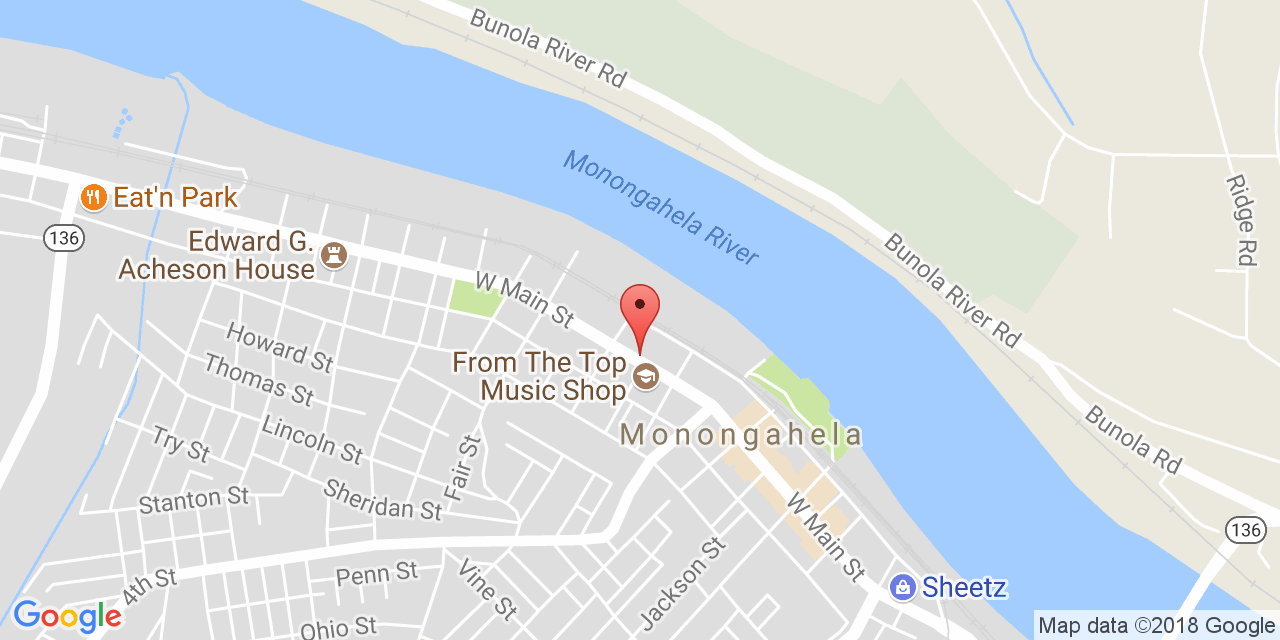 Bunola River Rd
Monongahela River
Ridge Rd
Eat'n Park
136
Edward G.
Acheson House
Bunola River Rd
W Main St
Howard St
Thomas St
From The Top
Music Shop
Lincoln St
Try St
Monongahela
Bunola Rd
Fair St
Sheridan St
Stanton St
W Main St
136
4th St
Penn St
Vine St
Jackson St
Sheetz
Google
Ohio St
Map data ©2018 Google